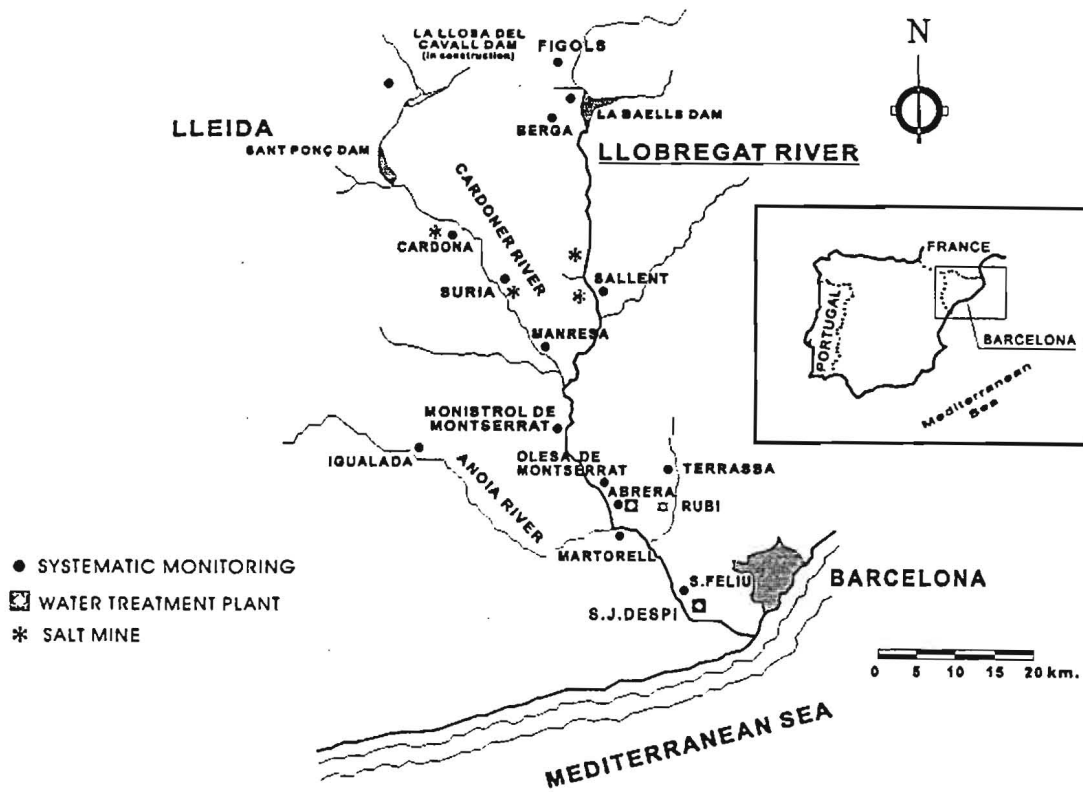 LA LLOSA DEL
CAVALL DAM
(in construction)
FIGOLS
N
LLEIDA
SANT PONÇ DAM
BERGA
LA BAELLS DAM
LLOBREGAT RIVER
CARDONER RIVER
CARDONA
SURIA
SALLENT
MANRESA
FRANCE
PORTUGAL
BARCELONA
Mediterranean
Sea
MONISTROL DE
MONTSERRAT
IGUALADA
ANOIA RIVER
OLESA DE
MONTSERRAT
TERRASSA
ABRERA
RUBI
MARTORELL
SYSTEMATIC MONITORING
WATER TREATMENT PLANT
SALT MINE
S.FELIU
S.J.DESPI
BARCELONA
0 5 10 15 20 km.
MEDITERRANEAN SEA